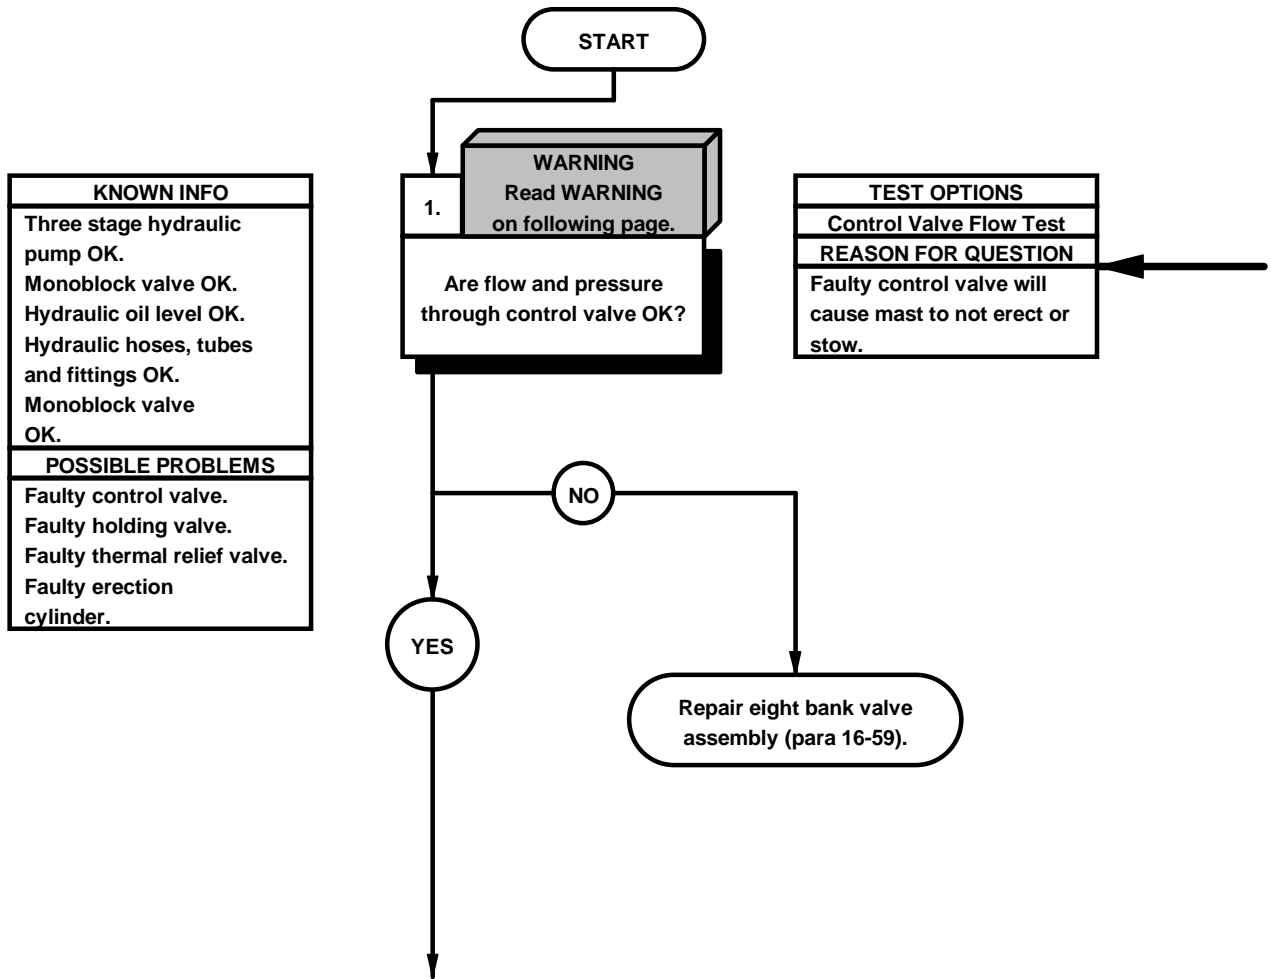 START
KNOWN INFO
Three stage hydraulic
pump OK.
Monoblock valve OK.
Hydraulic oil level OK.
Hydraulic hoses, tubes
and fittings OK.
Monoblock valve
OK.
POSSIBLE PROBLEMS
Faulty control valve.
Faulty holding valve.
Faulty thermal relief valve.
Faulty erection
cylinder.
1.
WARNING
Read WARNING
on following page.
Are flow and pressure
through control valve OK?
TEST OPTIONS
Control Valve Flow Test
REASON FOR QUESTION
Faulty control valve will
cause mast to not erect or
stow.
NO
YES
Repair eight bank valve
assembly (para 16-59).